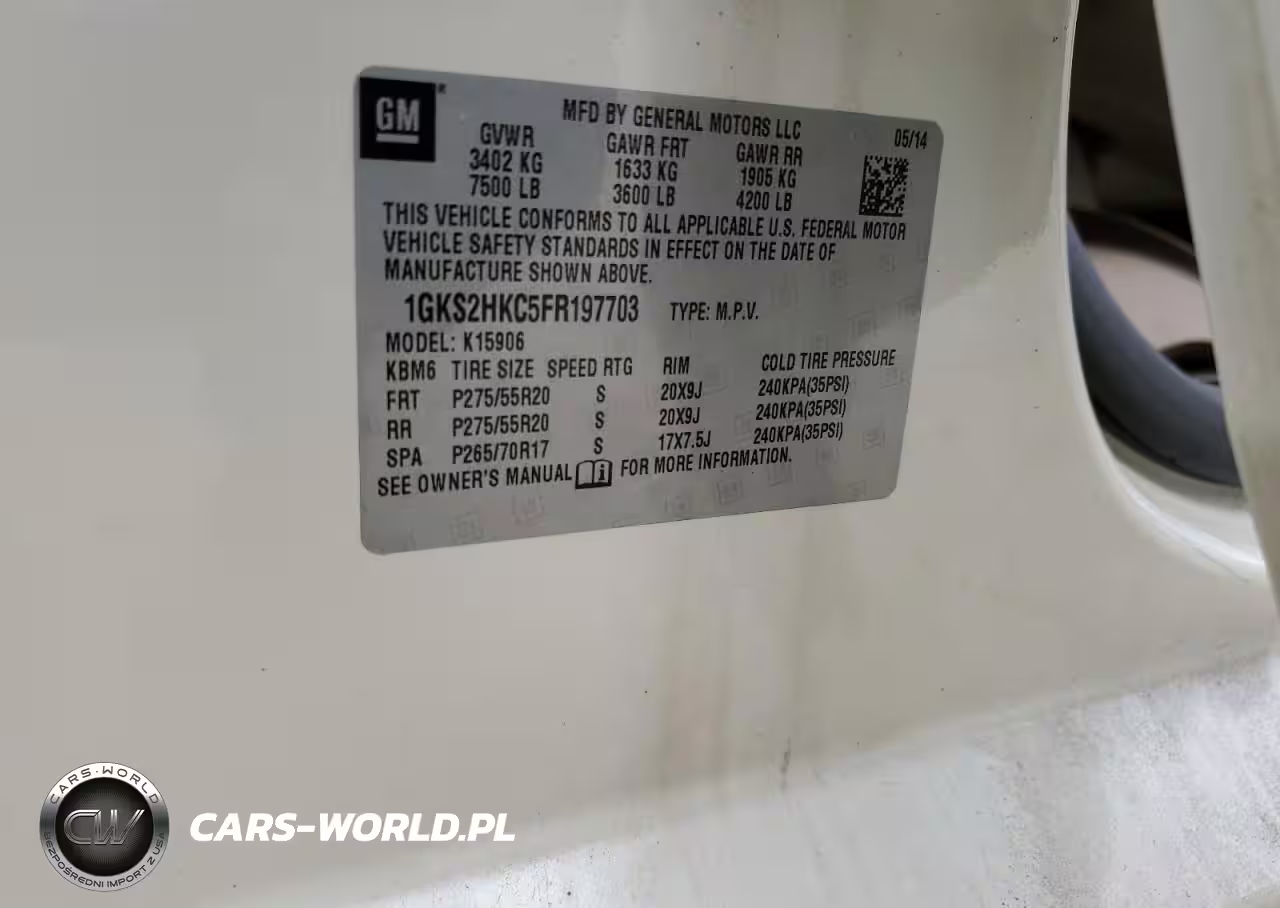 GM®
MFD BY GENERAL MOTORS LLC
05/14
GVWR GAWR FRT GAWR RR
3402 KG 1633 KG 1905 KG
7500 LB 3600 LB 4200 LB
THIS VEHICLE CONFORMS TO ALL APPLICABLE U.S. FEDERAL MOTOR
VEHICLE SAFETY STANDARDS IN EFFECT ON THE DATE OF
MANUFACTURE SHOWN ABOVE.
1GKS2HKC5FR197703 TYPE: M.P.V.
MODEL: K15906
KBM6 TIRE SIZE SPEED RTG RIM COLD TIRE PRESSURE
FRT P275/55R20 S 20X9J 240KPA(35PSI)
RR P275/55R20 S 20X9J 240KPA(35PSI)
SPA P265/70R17 S 17X7.5J 240KPA(35PSI)
SEE OWNER'S MANUAL FOR MORE INFORMATION.
CARS-WORLD
CW
BEZPOŚREDNI IMPORT Z USA
CARS-WORLD.PL